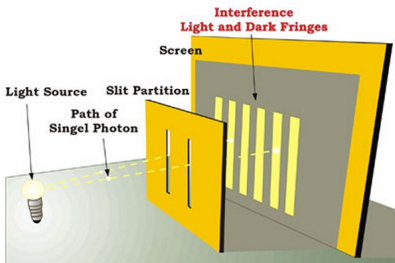 Interference
Light and Dark Fringes
Screen
Light Source
Slit Partition
Path of
Singel Photon